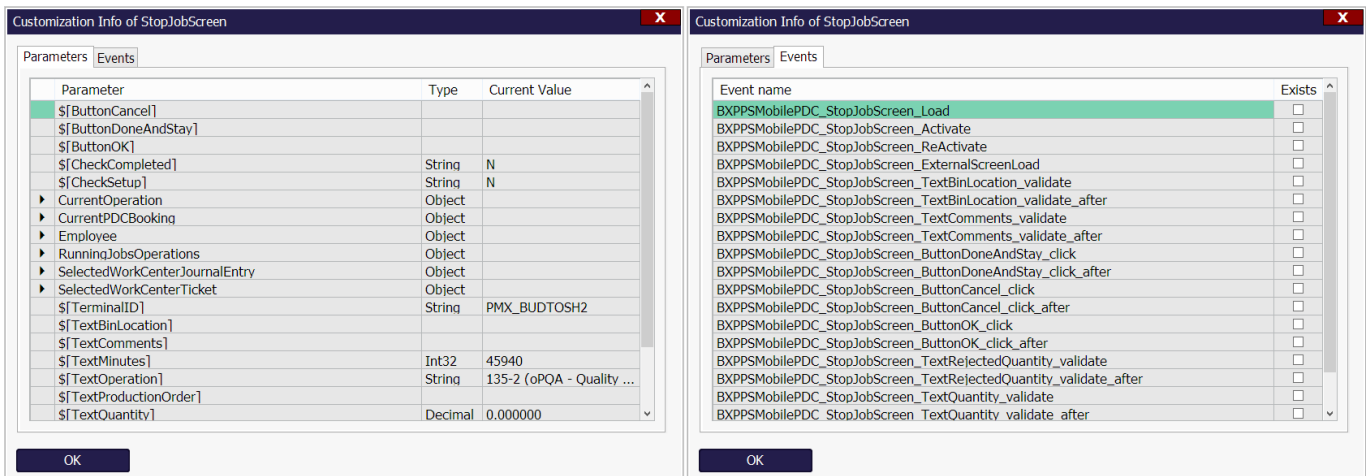 Customization Info of StopJobScreen X
Parameters Events
Parameter Type Current Value
$[ButtonCancel]
$[ButtonDoneAndStay]
$[ButtonOK]
$[CheckCompleted] String N
$[CheckSetup] String N
CurrentOperation Object
CurrentPDCBooking Object
Employee Object
RunningJobsOperations Object
SelectedWorkCenterJournalEntry Object
SelectedWorkCenterTicket Object
$[TerminalID] String PMX_BUDTOSH2
$[TextBinLocation]
$[TextComments]
$[TextMinutes] Int32 45940
$[TextOperation] String 135-2 (oPQA - Quality ...
$[TextProductionOrder]
$[TextQuantity] Decimal 0.000000
OK
Customization Info of StopJobScreen X
Parameters Events
Event name Exists
BXPPSMobilePDC_StopJobScreen_Load
BXPPSMobilePDC_StopJobScreen_Activate
BXPPSMobilePDC_StopJobScreen_ReActivate
BXPPSMobilePDC_StopJobScreen_ExternalScreenLoad
BXPPSMobilePDC_StopJobScreen_TextBinLocation_validate
BXPPSMobilePDC_StopJobScreen_TextBinLocation_validate_after
BXPPSMobilePDC_StopJobScreen_TextComments_validate
BXPPSMobilePDC_StopJobScreen_TextComments_validate_after
BXPPSMobilePDC_StopJobScreen_ButtonDoneAndStay_click
BXPPSMobilePDC_StopJobScreen_ButtonDoneAndStay_click_after
BXPPSMobilePDC_StopJobScreen_ButtonCancel_click
BXPPSMobilePDC_StopJobScreen_ButtonCancel_click_after
BXPPSMobilePDC_StopJobScreen_ButtonOK_click
BXPPSMobilePDC_StopJobScreen_ButtonOK_click_after
BXPPSMobilePDC_StopJobScreen_TextRejectedQuantity_validate
BXPPSMobilePDC_StopJobScreen_TextRejectedQuantity_validate_after
BXPPSMobilePDC_StopJobScreen_TextQuantity_validate
BXPPSMobilePDC_StopJobScreen_TextQuantity_validate_after
OK